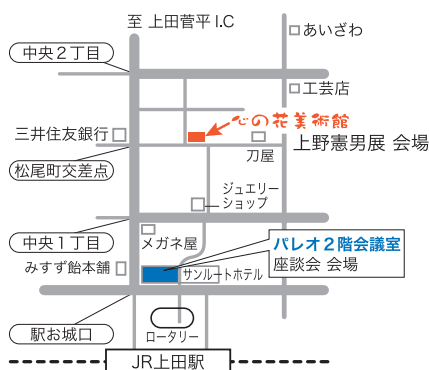 至 上田菅平 I.C
あいざわ
中央２丁目
工芸店
心の花美術館
三井住友銀行
上野憲男展 会場
刀屋
松尾町交差点
ジュエリー
ショップ
中央１丁目
メガネ屋
パレオ２階会議室
座談会 会場
みすず飴本舗
サンルートホテル
駅お城口
ロータリー
JR上田駅